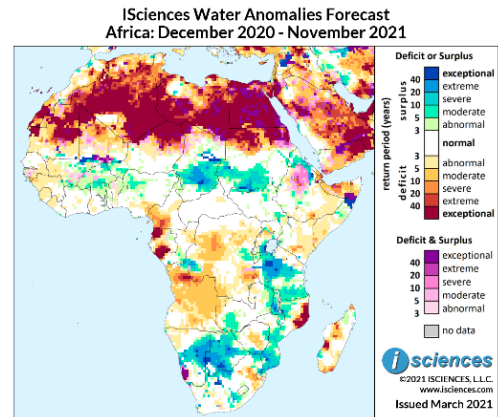 ISciences Water Anomalies Forecast
Africa: December 2020 - November 2021
Deficit or Surplus
exceptional
40
extreme
20
severe
10
moderate
5
abnormal
3
normal
3
abnormal
5
moderate
10
severe
20
extreme
40
exceptional
return period (years)
surplus
deficit
Deficit & Surplus
exceptional
40
extreme
20
severe
10
moderate
5
abnormal
3
no data
i sciences
©2021 ISCIENCES, L.L.C.
www.isciences.com
Issued March 2021